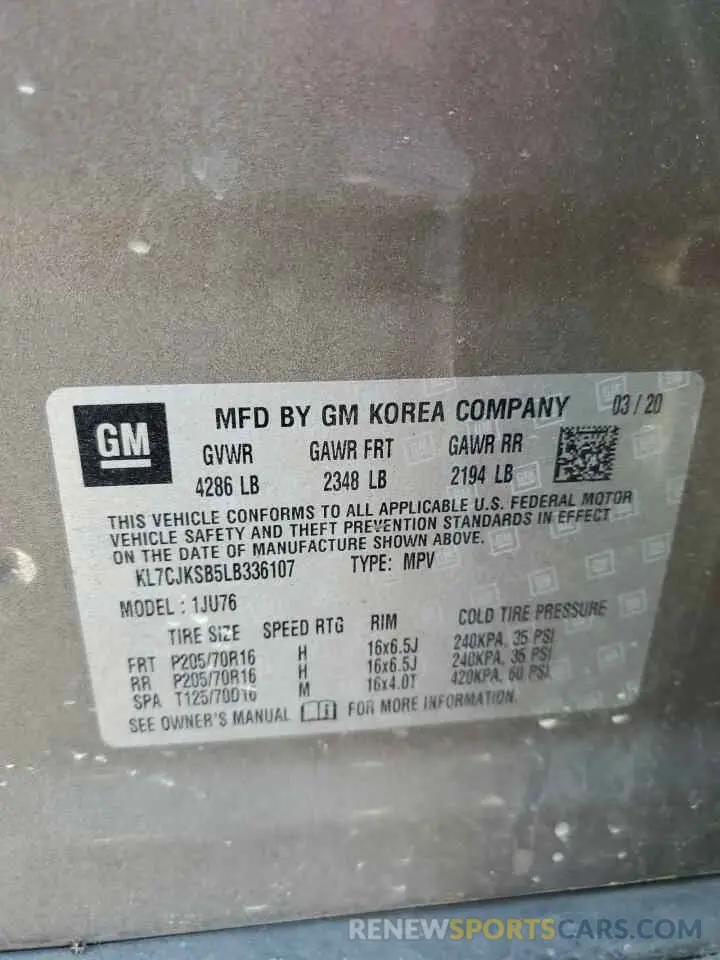 MFD BY GM KOREA COMPANY 03/20
GM
GVWR GAWR FRT GAWR RR
4286 LB 2348 LB 2194 LB
THIS VEHICLE CONFORMS TO ALL APPLICABLE U.S. FEDERAL MOTOR
VEHICLE SAFETY AND THEFT PREVENTION STANDARDS IN EFFECT
ON THE DATE OF MANUFACTURE SHOWN ABOVE.
KL7CJKSB5LB336107 TYPE: MPV
MODEL : 1JU76
TIRE SIZE SPEED RTG RIM COLD TIRE PRESSURE
FRT P205/70R16 H 16x6.5J 240KPA, 35 PSI
RR P205/70R16 H 16x6.5J 240KPA, 35 PSI
SPA T125/70D16 M 16x4.0T 420KPA, 60 PSI
SEE OWNER'S MANUAL FOR MORE INFORMATION.
RENEWSPORTSCARS.COM